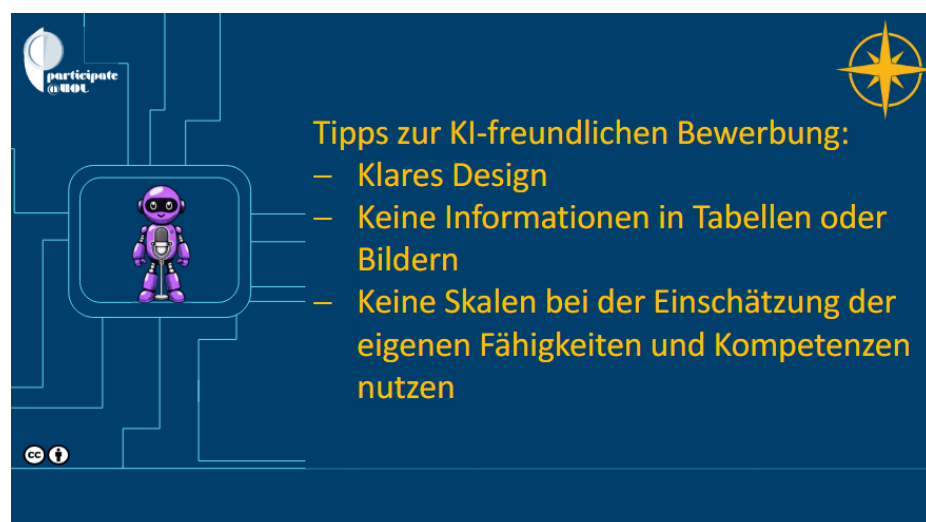 participate
@UOL
Tipps zur KI-freundlichen Bewerbung:
– Klares Design
– Keine Informationen in Tabellen oder
Bildern
– Keine Skalen bei der Einschätzung der
eigenen Fähigkeiten und Kompetenzen
nutzen
cc